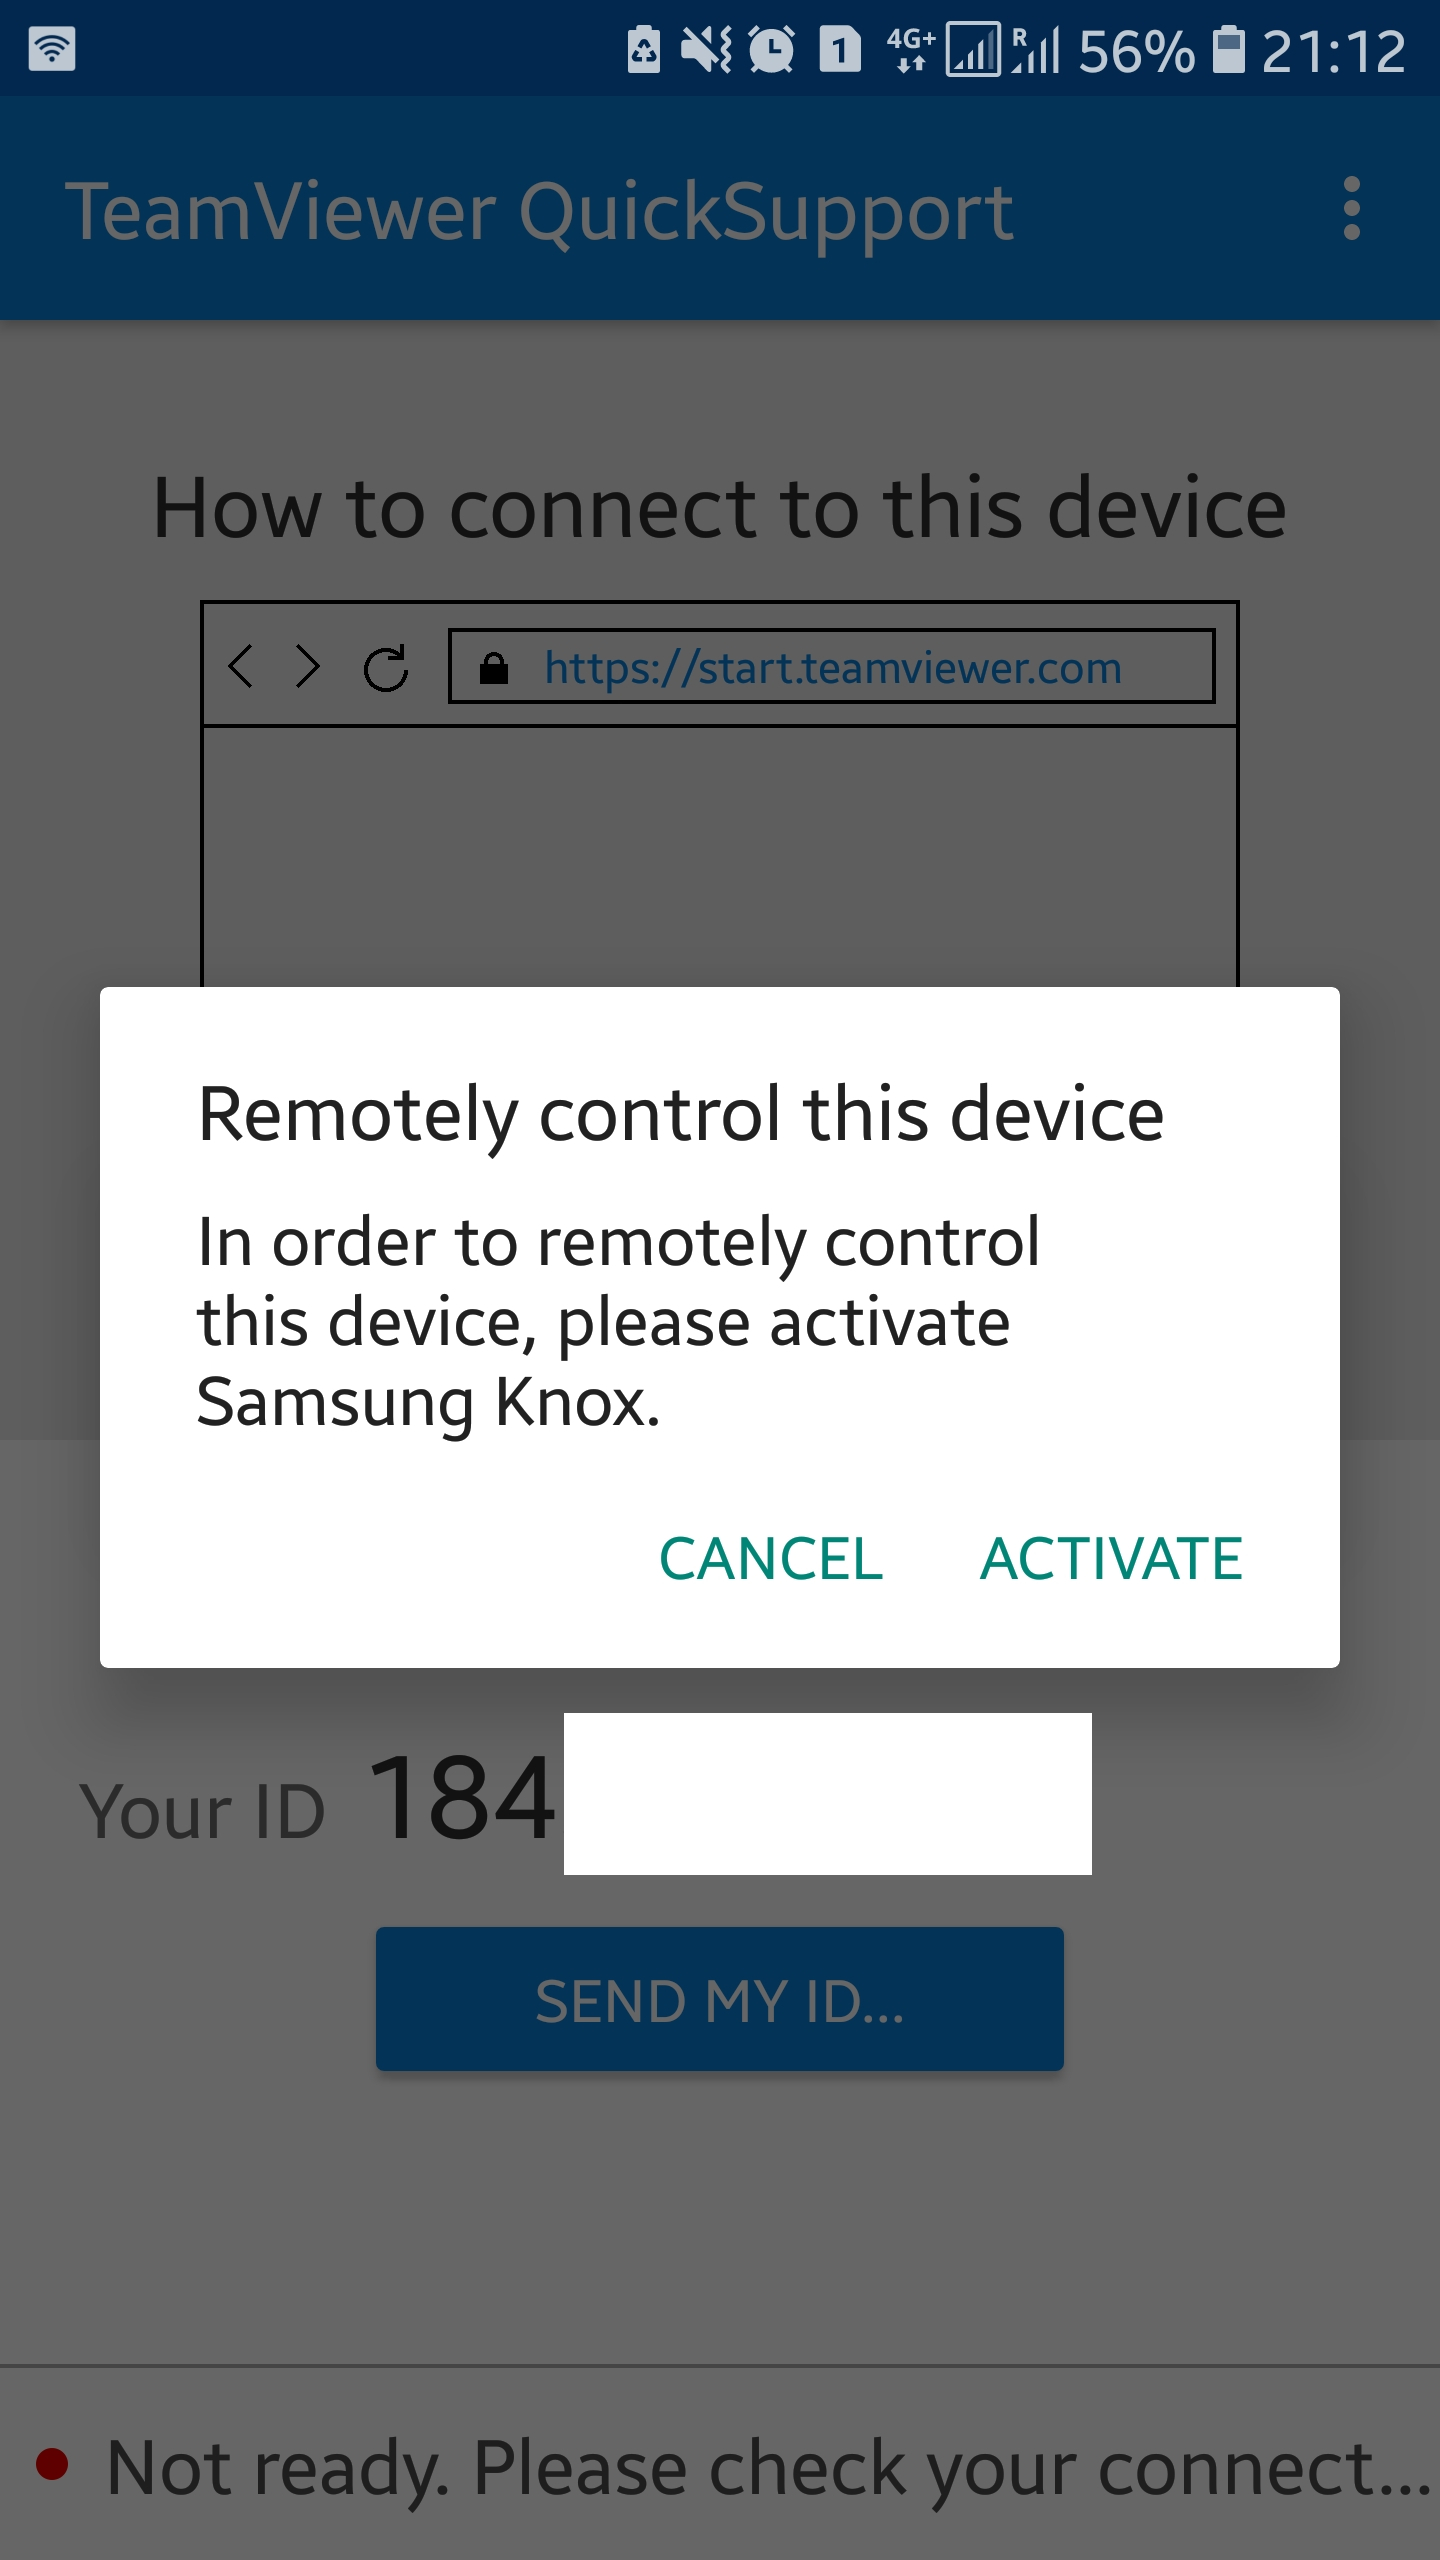 4G+ R 1 56% 21:12
TeamViewer QuickSupport
How to connect to this device
https://start.teamviewer.com
Remotely control this device
In order to remotely control
this device, please activate
Samsung Knox.
CANCEL ACTIVATE
Your ID 184
SEND MY ID...
Not ready. Please check your connect...